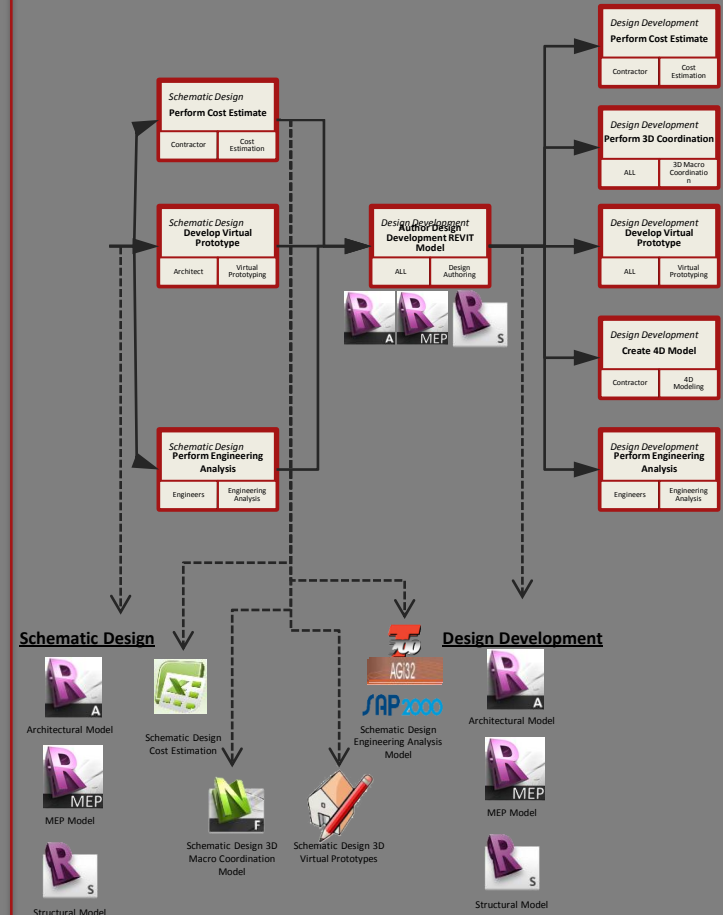 Design Development
Perform Cost Estimate
Contractor
Cost
Estimation
Schematic Design
Perform Cost Estimate
Contractor
Cost
Estimation
Design Development
Perform 3D Coordination
ALL
3D Macro
Coordinatio
n
Schematic Design
Develop Virtual
Prototype
Architect
Virtual
Prototyping
Design Development
Author Design
Development REVIT
Model
ALL
Design
Authoring
R
A
R
MEP
R
S
Design Development
Develop Virtual
Prototype
ALL
Virtual
Prototyping
Design Development
Create 4D Model
Contractor
4D
Modeling
Schematic Design
Perform Engineering
Analysis
Engineers
Engineering
Analysis
Design Development
Perform Engineering
Analysis
Engineers
Engineering
Analysis
Schematic Design
R
A
Architectural Model
R
MEP
MEP Model
R
S
Structural Model
X
Schematic Design
Cost Estimation
N
F
Schematic Design 3D
Macro Coordination
Model
Schematic Design 3D
Virtual Prototypes
AGi32
SAP2000
Schematic Design
Engineering Analysis
Model
Design Development
R
A
Architectural Model
R
MEP
MEP Model
R
S
Structural Model